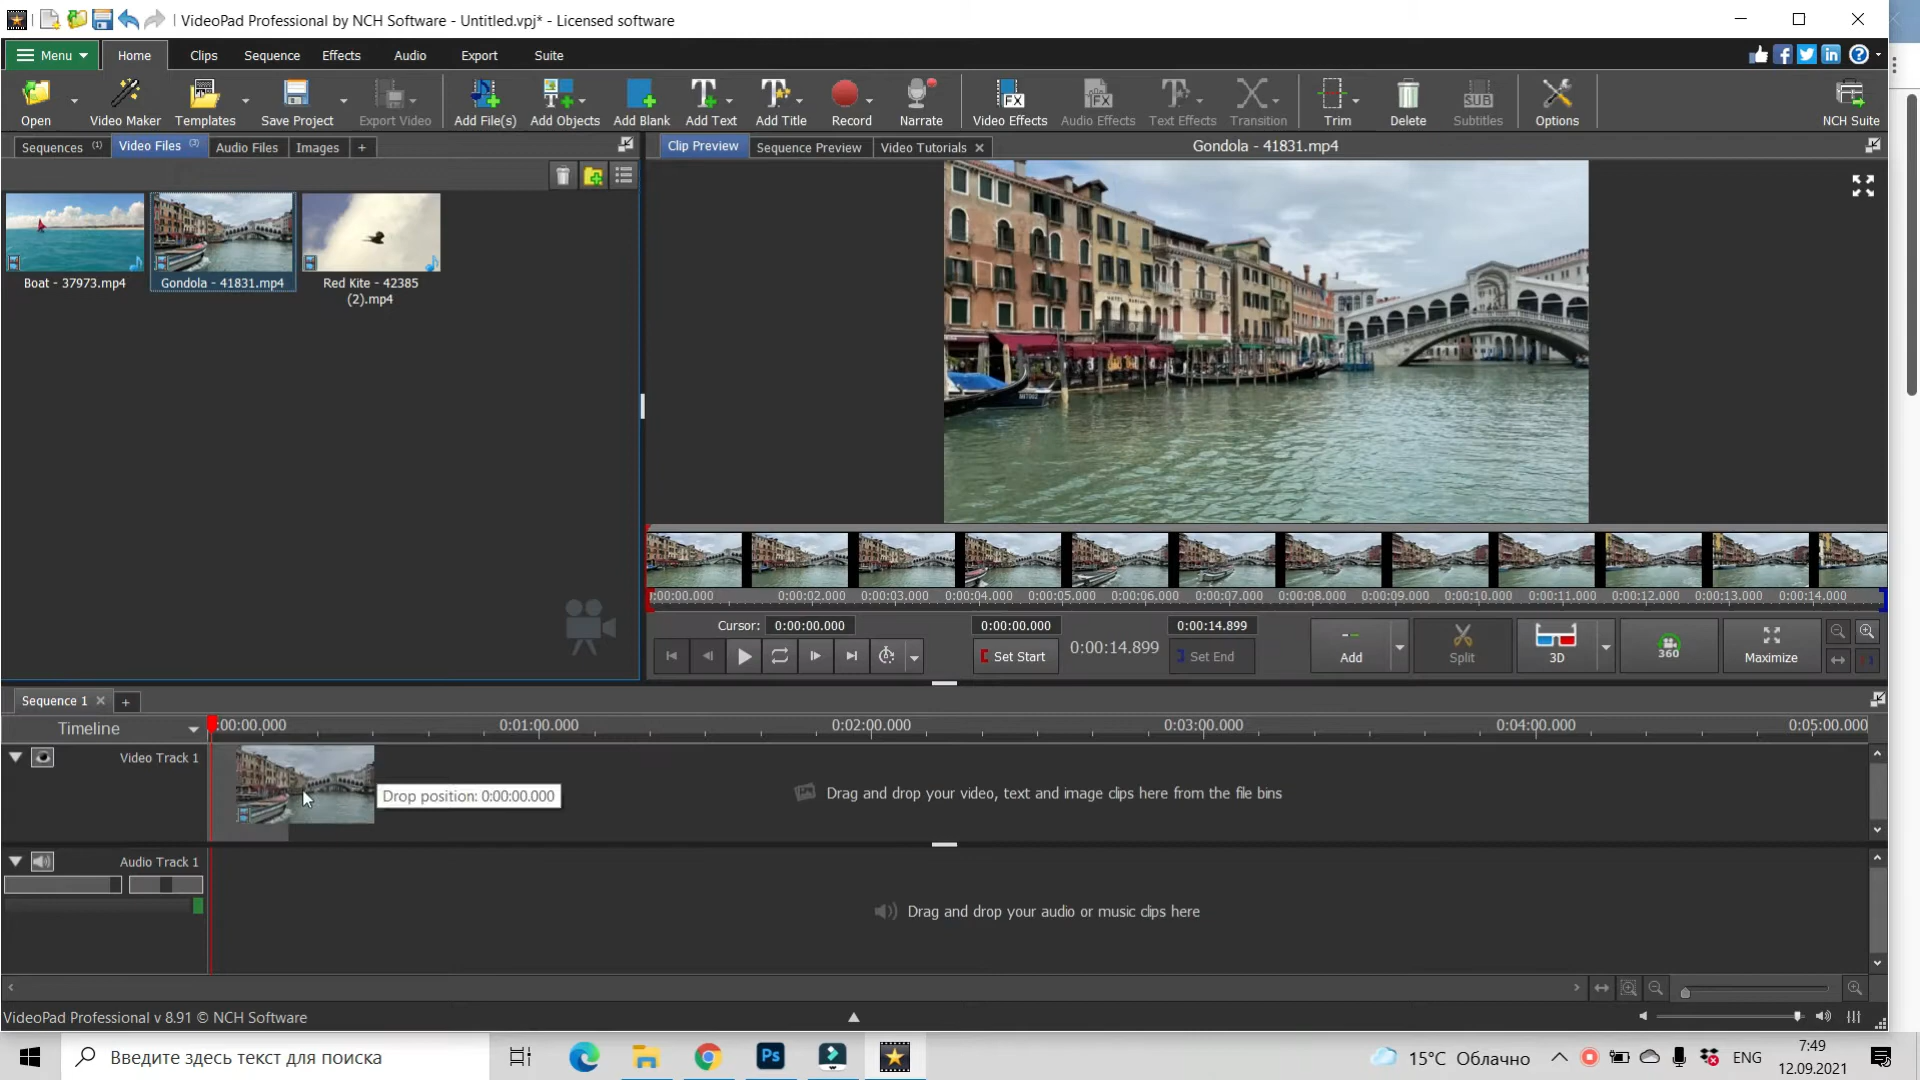 VideoPad Professional by NCH Software - Untitled.vpj* - Licensed software
Menu Home Clips Sequence Effects Audio Export Suite
Open Video Maker Templates Save Project Export Video Add File(s) Add Objects Add Blank Add Text Add Title Record Narrate Video Effects Audio Effects Text Effects Transition Trim Delete Subtitles Options NCH Suite
Sequences (1) Video Files (3) Audio Files Images +
Clip Preview Sequence Preview Video Tutorials Gondola - 41831.mp4
Boat - 37973.mp4
Gondola - 41831.mp4
Red Kite - 42385
(2).mp4
:00:00.000 0:00:02.000 0:00:03.000 0:00:04.000 0:00:05.000 0:00:06.000 0:00:07.000 0:00:08.000 0:00:09.000 0:00:10.000 0:00:11.000 0:00:12.000 0:00:13.000 0:00:14.000
Cursor: 0:00:00.000 0:00:00.000 0:00:14.899
Set Start 0:00:14.899 Set End
Add Split 3D 360 Maximize
Sequence 1 +
Timeline :00:00.000 0:01:00.000 0:02:00.000 0:03:00.000 0:04:00.000 0:05:00.000
Video Track 1
Drop position: 0:00:00.000
Drag and drop your video, text and image clips here from the file bins
Audio Track 1
Drag and drop your audio or music clips here
VideoPad Professional v 8.91 © NCH Software
Введите здесь текст для поиска
Ps
15°C Облачно
ENG
7:49
12.09.2021